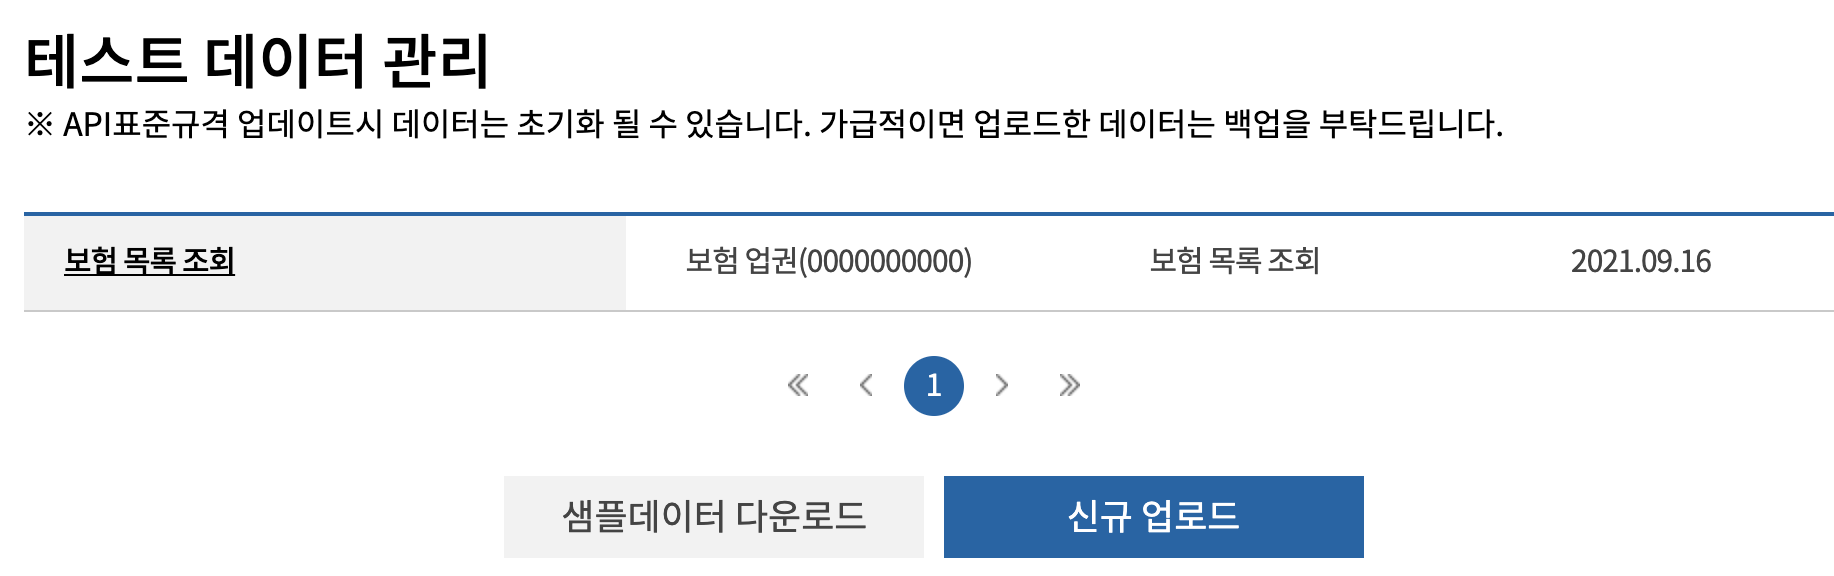 테스트 데이터 관리
※ API표준규격 업데이트시 데이터는 초기화 될 수 있습니다. 가급적이면 업로드한 데이터는 백업을 부탁드립니다.
보험 목록 조회 보험 업권(0000000000) 보험 목록 조회 2021.09.16
« ‹ 1 › »
샘플데이터 다운로드 신규 업로드